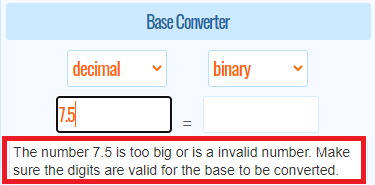 Base Converter
decimal binary
7.5 =
The number 7.5 is too big or is a invalid number. Make
sure the digits are valid for the base to be converted.